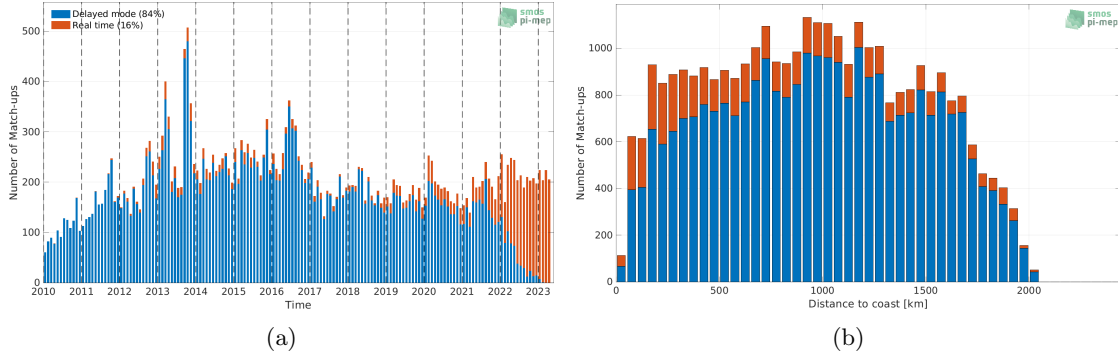 Delayed mode (84%)
Real time (16%)
smos
pi-mep
Number of Match-ups
500
400
300
200
100
0
2010 2011 2012 2013 2014 2015 2016 2017 2018 2019 2020 2021 2022 2023
Time
(a)
smos
pi-mep
Number of Match-ups
1000
800
600
400
200
0
0 500 1000 1500 2000
Distance to coast [km]
(b)